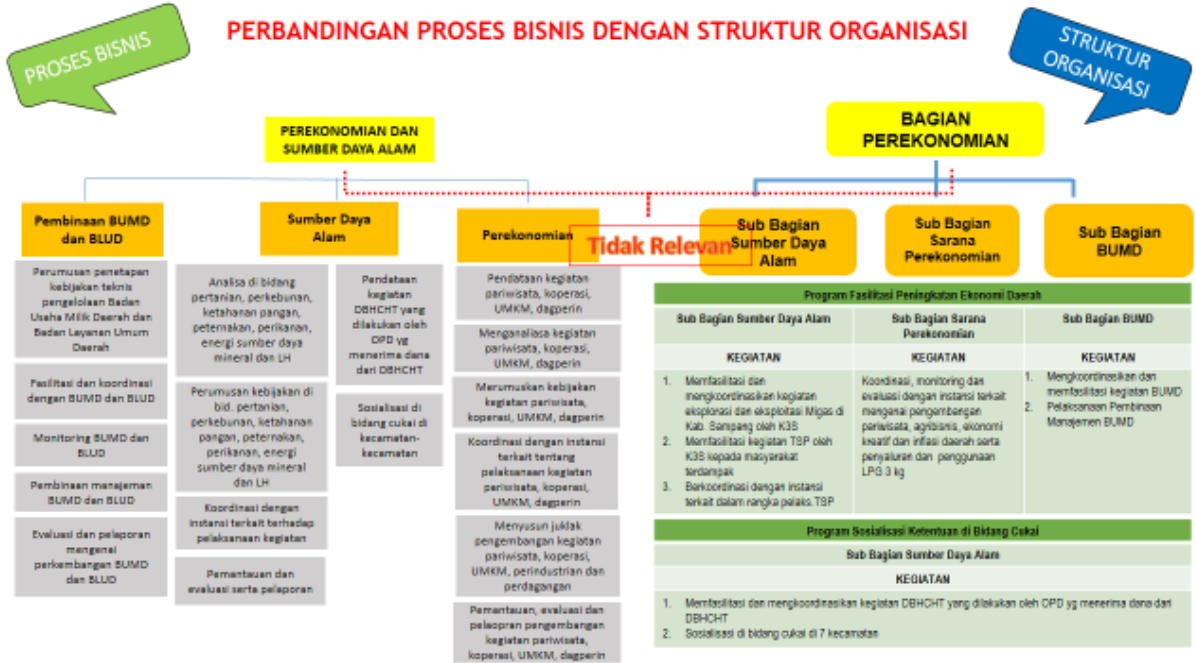 PERBANDINGAN PROSES BISNIS DENGAN STRUKTUR ORGANISASI
PROSES BISNIS
STRUKTUR
ORGANISASI
PEREKONOMIAN DAN
SUMBER DAYA ALAM
BAGIAN
PEREKONOMIAN
Tidak Relevan
Pembinaan BUMD
dan BLUD
Perumusan penetapan
kebijakan teknis
pengelolaan Badan
Usaha Milik Daerah dan
Badan Layanan Umum
Daerah
Fasilitasi dan koordinasi
dengan BUMD dan BLUD
Monitoring BUMD dan
BLUD
Pembinaan manajeman
BUMD dan BLUD
Evaluasi dan pelaporan
mengenai
perkembangan BUMD
dan BLUD
Sumber Daya
Alam
Analisa di bidang
pertanian, perkebunan,
ketahanan pangan,
peternakan, perikanan,
energi sumber daya
mineral dan LH
Perumusan kebijakan di
bid. pertanian,
perkebunan, ketahanan
pangan, peternakan,
perikanan, energi
sumber daya mineral
dan LH
Koordinasi dengan
instansi terkait terhadap
pelaksanaan kegiatan
Pemantauan dan
evaluasi serta pelaporan
Pendataan
kegiatan
DBHCHT yang
dilakukan oleh
OPD yg
menerima dana
dari DBHCHT
Sosialisasi di
bidang cukai di
kecamatan-
kecamatan
Perekonomian
Pendataan kegiatan
pariwisata, koperasi,
UMKM, dagperin
Menganaliasa kegiatan
pariwisata, koperasi,
UMKM, dagperin
Merumuskan kebijakan
kegiatan pariwisata,
koperasi, UMKM, dagperin
Koordinasi dengan instansi
terkait tentang
pelaksanaan kegiatan
pariwisata, koperasi,
UMKM, dagperin
Menyusun juklak
pengembangan kegiatan
pariwisata, koperasi,
UMKM, perindustrian dan
perdagangan
Pemantauan, evaluasi dan
pelaopran pengembangan
kegiatan pariwisata,
koperasi, UMKM, dagperin
Sub Bagian
Sumber Daya
Alam
Sub Bagian
Sarana
Perekonomian
Sub Bagian
BUMD
Program Fasilitasi Peningkatan Ekonomi Daerah
Sub Bagian Sumber Daya Alam
KEGIATAN
1. Memfasilitasi dan
mengkoordinasikan kegiatan
eksplorasi dan eksploitasi Migas di
Kab. Sampang oleh K3S
2. Memfasilitasi kegiatan TSP oleh
K3S kepada masyarakat
terdampak
3. Berkoordinasi dengan instansi
terkait dalam rangka pelaks. TSP
Sub Bagian Sarana
Perekonomian
KEGIATAN
Koordinasi, monitoring dan
evaluasi dengan instansi terkait
mengenai pengembangan
pariwisata, agribisnis, ekonomi
kreatif dan inflasi daerah serta
penyaluran dan penggunaan
LPG 3 kg
Sub Bagian BUMD
KEGIATAN
1. Mengkoordinasikan dan
memfasilitasi kegiatan BUMD
2. Pelaksanaan Pembinaan
Manajemen BUMD
Program Sosialisasi Ketentuan di Bidang Cukai
Sub Bagian Sumber Daya Alam
KEGIATAN
1. Memfasilitasi dan mengkoordinasikan kegiatan DBHCHT yang dilakukan oleh OPD yg menerima dana dari
DBHCHT
2. Sosialisasi di bidang cukai di 7 kecamatan